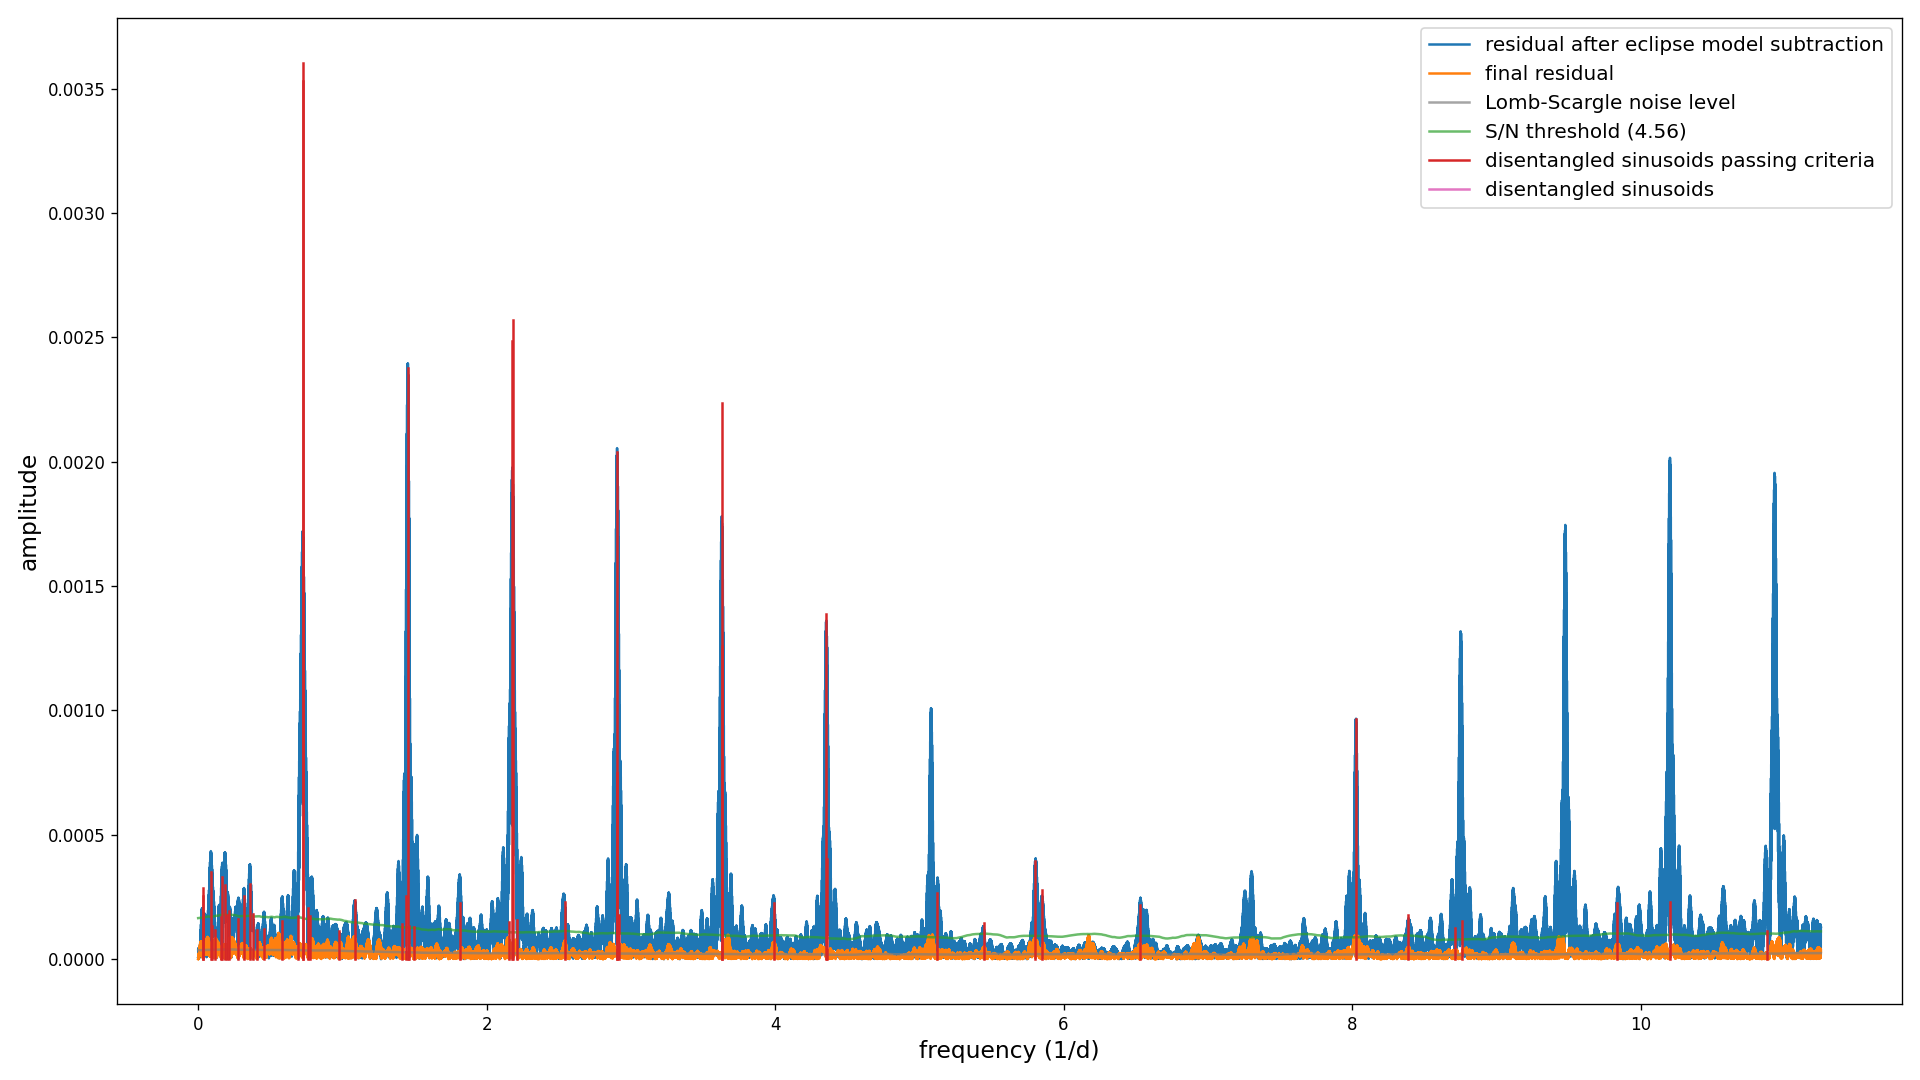 residual after eclipse model subtraction
final residual
Lomb-Scargle noise level
S/N threshold (4.56)
disentangled sinusoids passing criteria
disentangled sinusoids
amplitude
0.0035
0.0030
0.0025
0.0020
0.0015
0.0010
0.0005
0.0000
0 2 4 6 8 10
frequency (1/d)